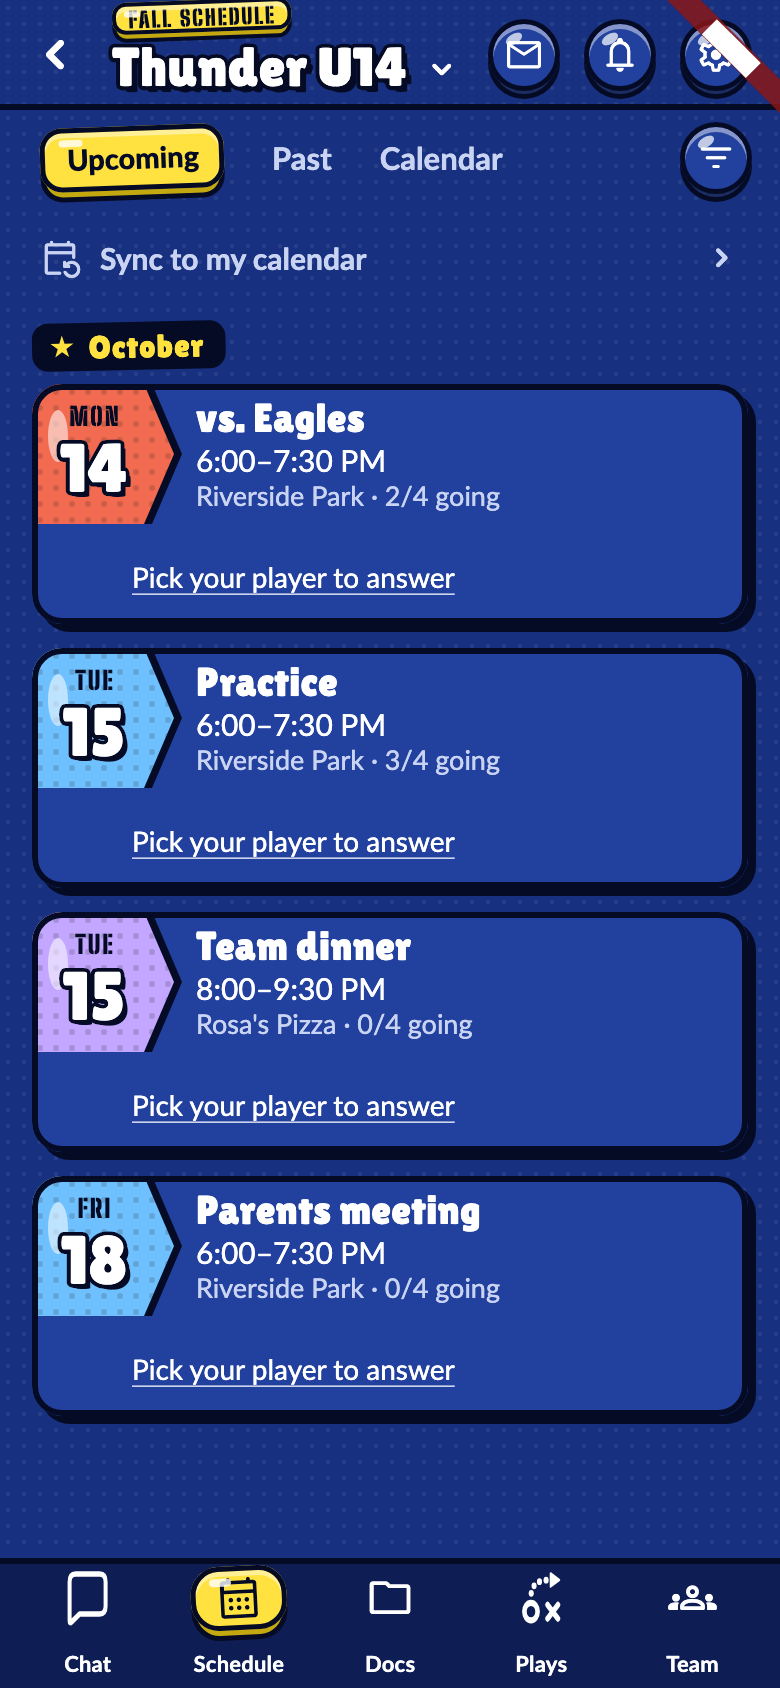 FALL SCHEDULE
Thunder U14
Upcoming
Past
Calendar
Sync to my calendar
★ October
MON
14
vs. Eagles
6:00–7:30 PM
Riverside Park · 2/4 going
Pick your player to answer
TUE
15
Practice
6:00–7:30 PM
Riverside Park · 3/4 going
Pick your player to answer
TUE
15
Team dinner
8:00–9:30 PM
Rosa's Pizza · 0/4 going
Pick your player to answer
FRI
18
Parents meeting
6:00–7:30 PM
Riverside Park · 0/4 going
Pick your player to answer
Chat
Schedule
Docs
Plays
Team